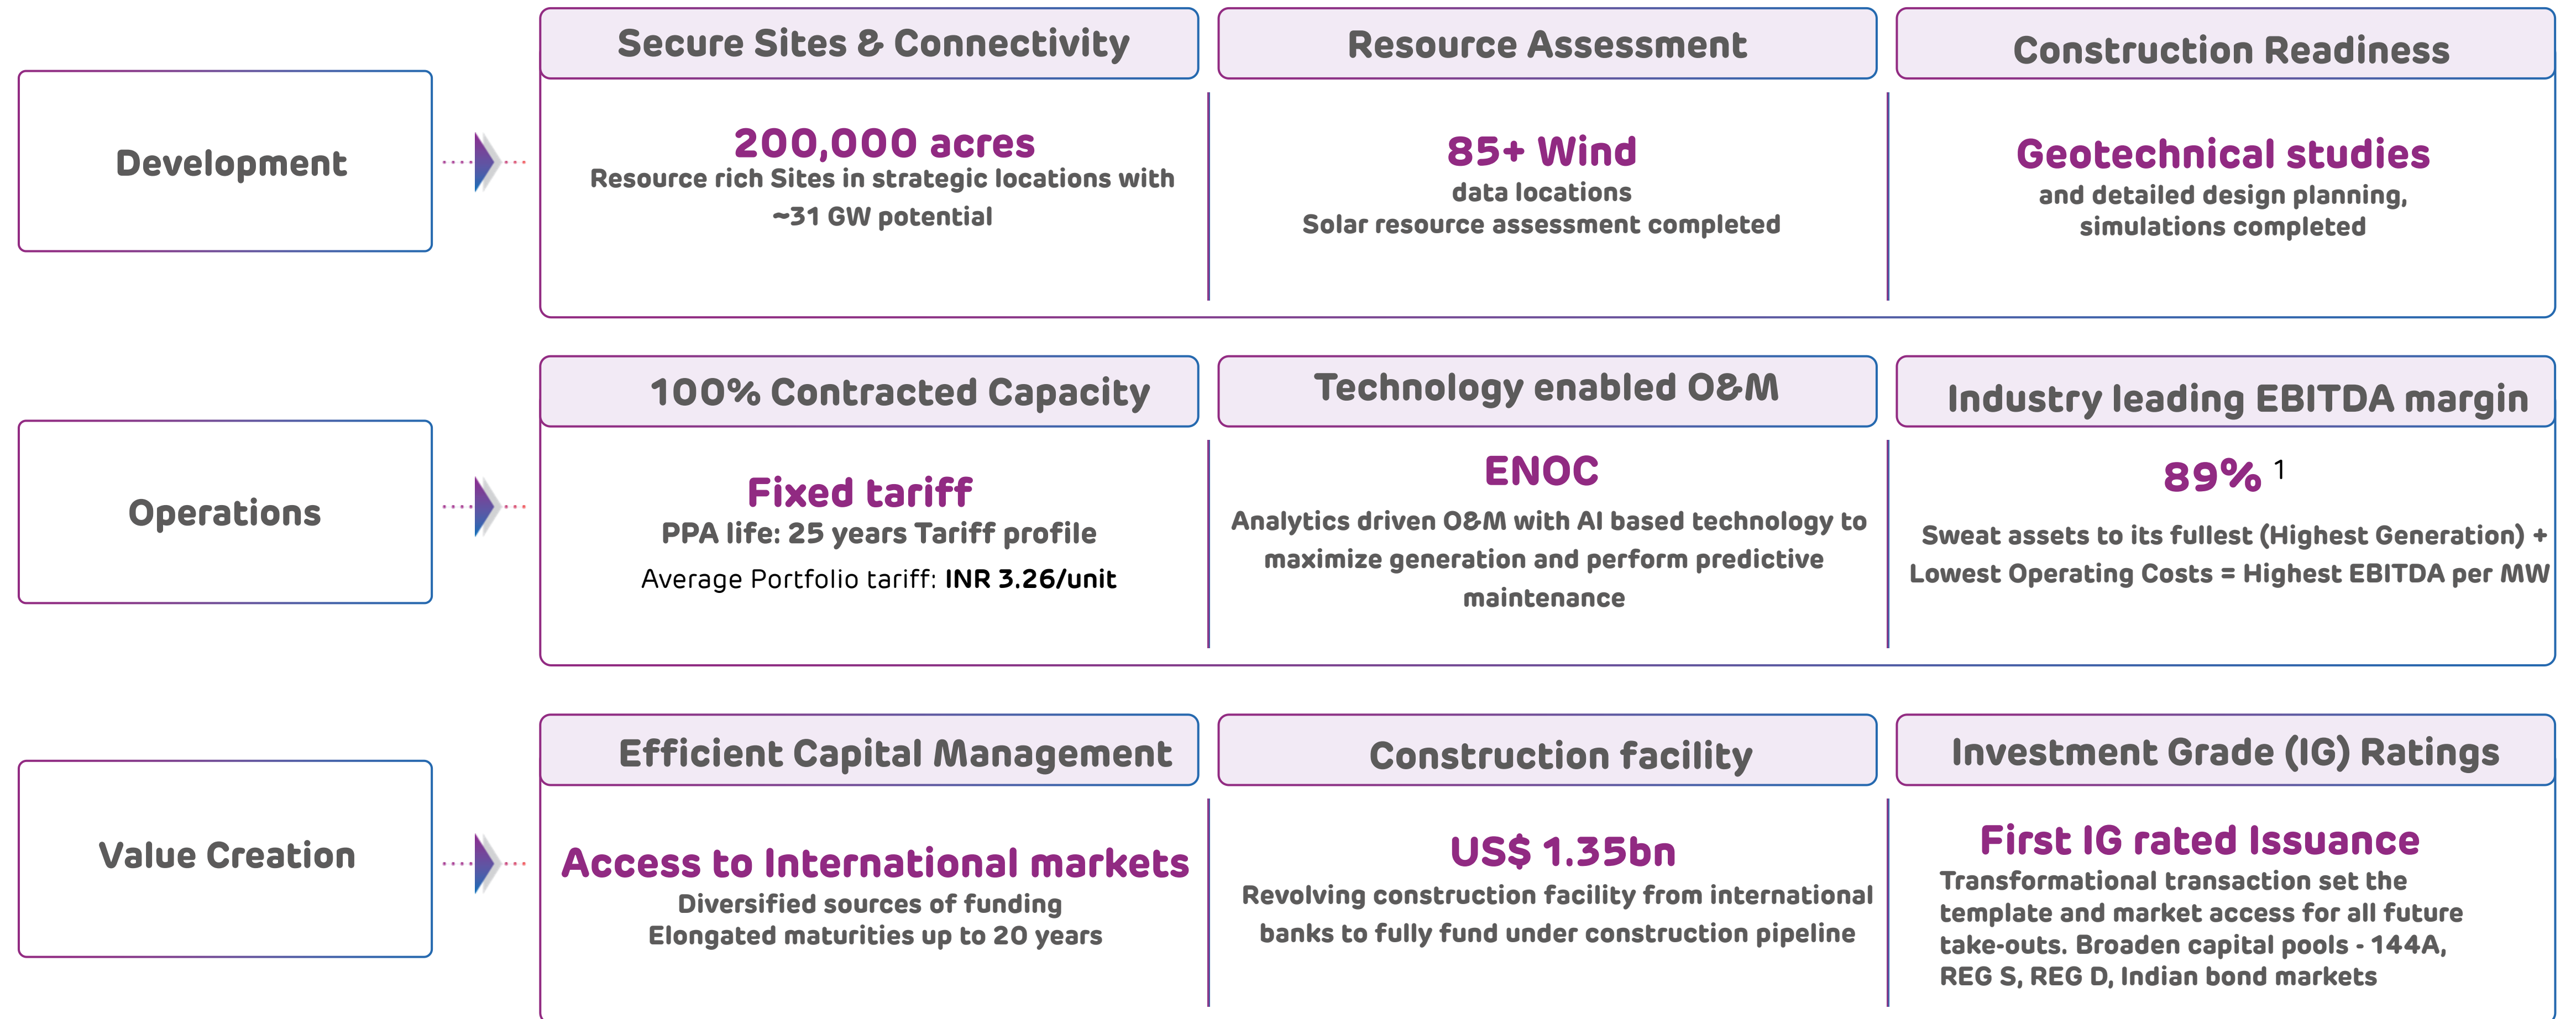 Development
Secure Sites & Connectivity
200,000 acres
Resource rich Sites in strategic locations with
~31 GW potential
Resource Assessment
85+ Wind
data locations
Solar resource assessment completed
Construction Readiness
Geotechnical studies
and detailed design planning,
simulations completed
Operations
100% Contracted Capacity
Fixed tariff
PPA life: 25 years Tariff profile
Average Portfolio tariff: INR 3.26/unit
Technology enabled O&M
ENOC
Analytics driven O&M with AI based technology to
maximize generation and perform predictive
maintenance
Industry leading EBITDA margin
89% 1
Sweat assets to its fullest (Highest Generation) +
Lowest Operating Costs = Highest EBITDA per MW
Value Creation
Efficient Capital Management
Access to International markets
Diversified sources of funding
Elongated maturities up to 20 years
Construction facility
US$ 1.35bn
Revolving construction facility from international
banks to fully fund under construction pipeline
Investment Grade (IG) Ratings
First IG rated Issuance
Transformational transaction set the
template and market access for all future
take-outs. Broaden capital pools - 144A,
REG S, REG D, Indian bond markets